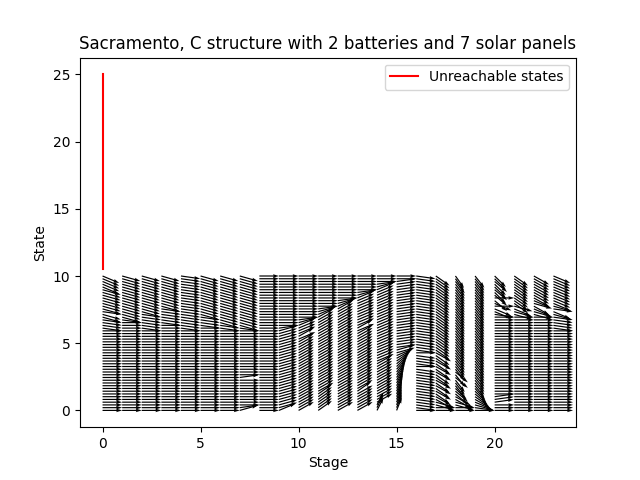 Sacramento, C structure with 2 batteries and 7 solar panels
Unreachable states
25
20
15
10
5
0
State
0 5 10 15 20
Stage